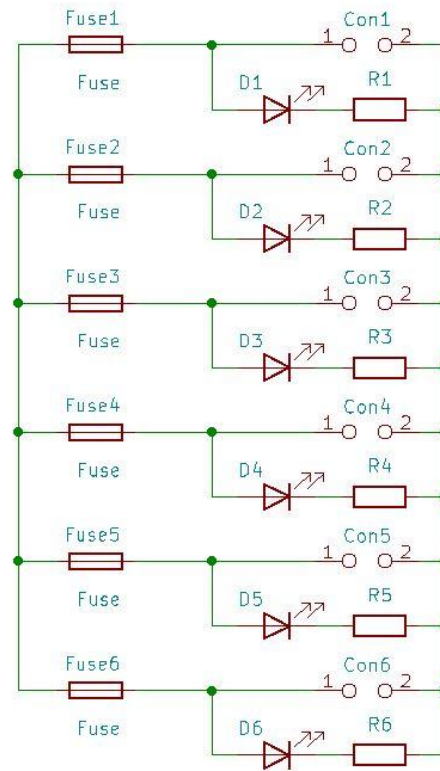 Fuse1 Con1
1 2
Fuse D1 R1
Fuse2 Con2
1 2
Fuse D2 R2
Fuse3 Con3
1 2
Fuse D3 R3
Fuse4 Con4
1 2
Fuse D4 R4
Fuse5 Con5
1 2
Fuse D5 R5
Fuse6 Con6
1 2
Fuse D6 R6